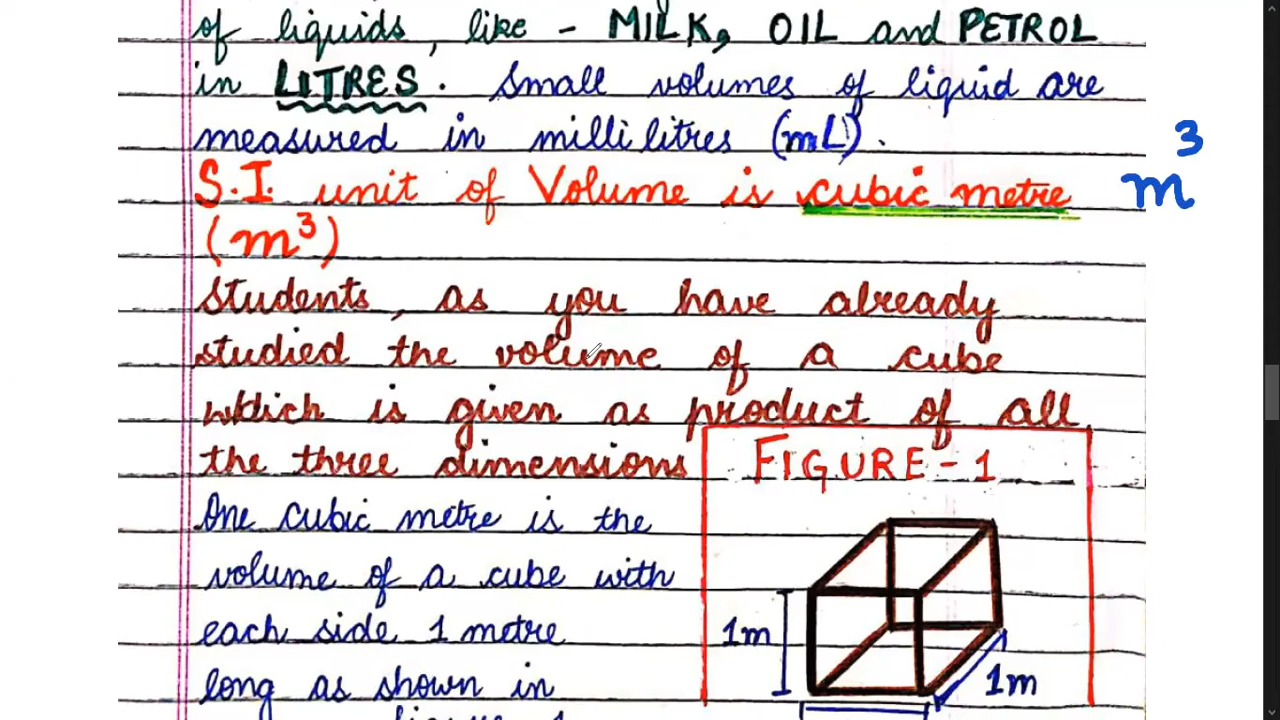 of liquids, like - MILK, OIL and PETROL
in LITRES. Small volumes of liquid are
measured in millilitres (mL).
S.I. unit of Volume is cubic metre
(m³)
m³
Students, as you have already
studied the volume of a cube
which is given as product of all
the three dimensions
One cubic metre is the
volume of a cube with
each side 1 metre
long as shown in
FIGURE-1
1m
1m